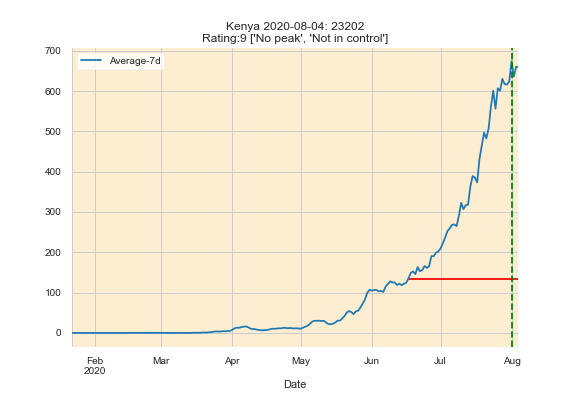 Kenya 2020-08-04: 23202
Rating:9 ['No peak', 'Not in control']
Average-7d
700
600
500
400
300
200
100
0
Feb Mar Apr May Jun Jul Aug
2020
Date